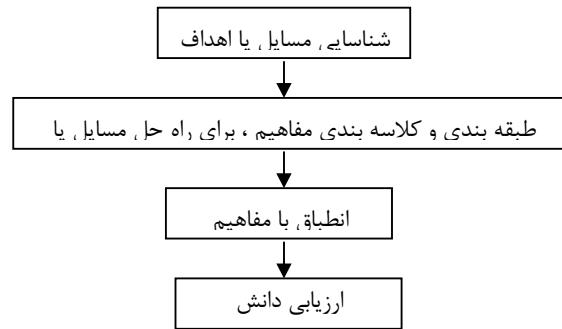 شناسایی مسایل یا اهداف
طبقه بندی و کلاسه بندی مفاهیم ، برای راه حل مسایل یا
انطباق با مفاهیم
ارزیابی دانش